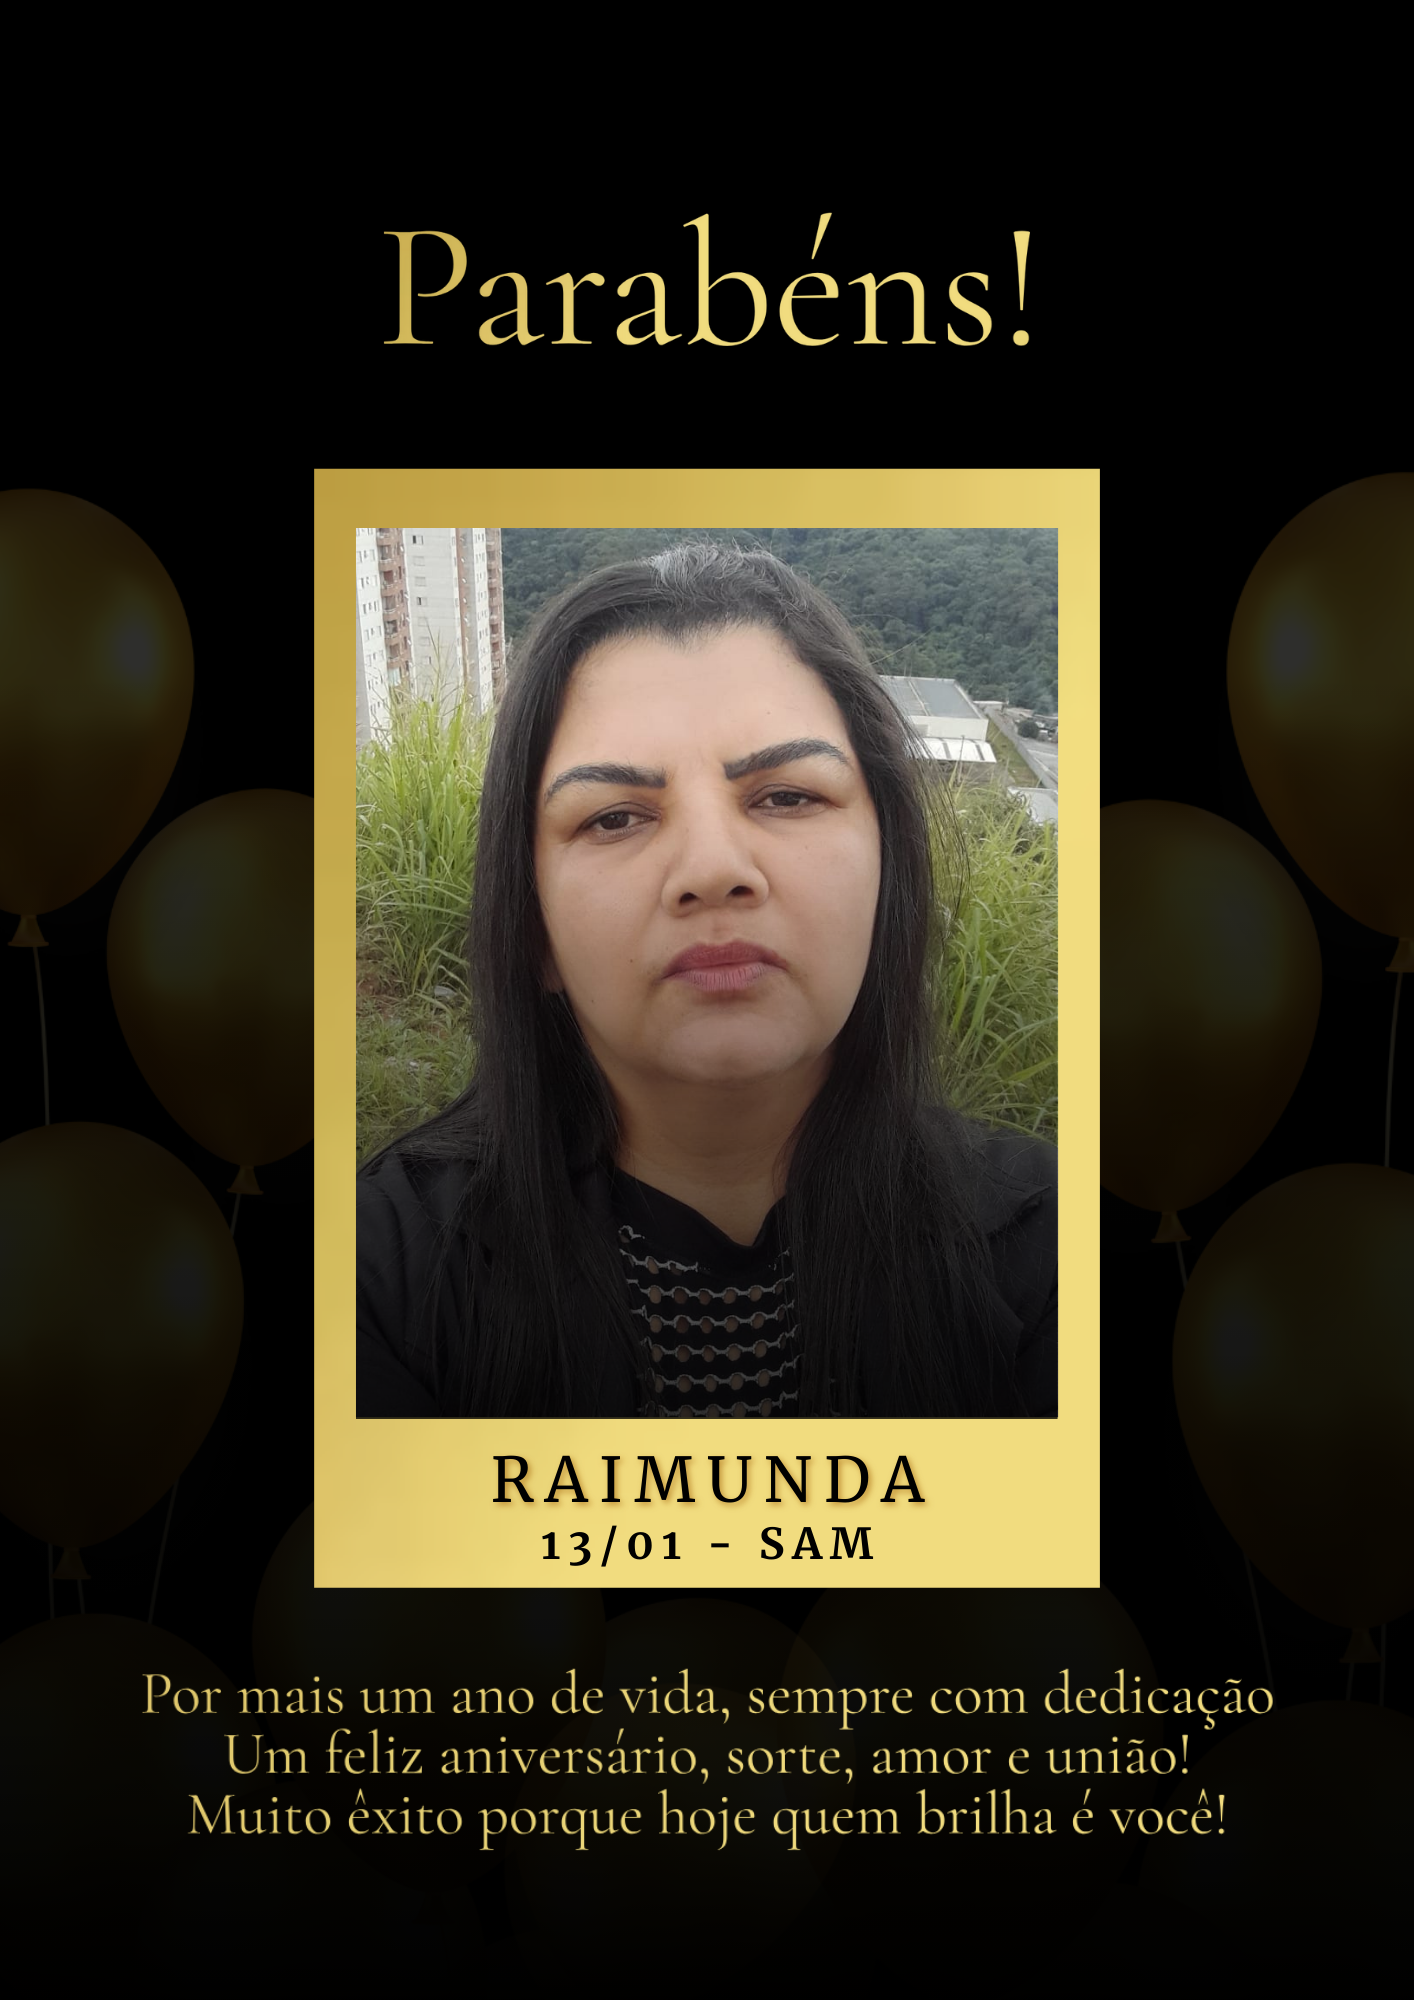 Parabéns!
RAIMUNDA
13/01 - SAM
Por mais um ano de vida, sempre com dedicação
Um feliz aniversário, sorte, amor e união!
Muito êxito porque hoje quem brilha é você!